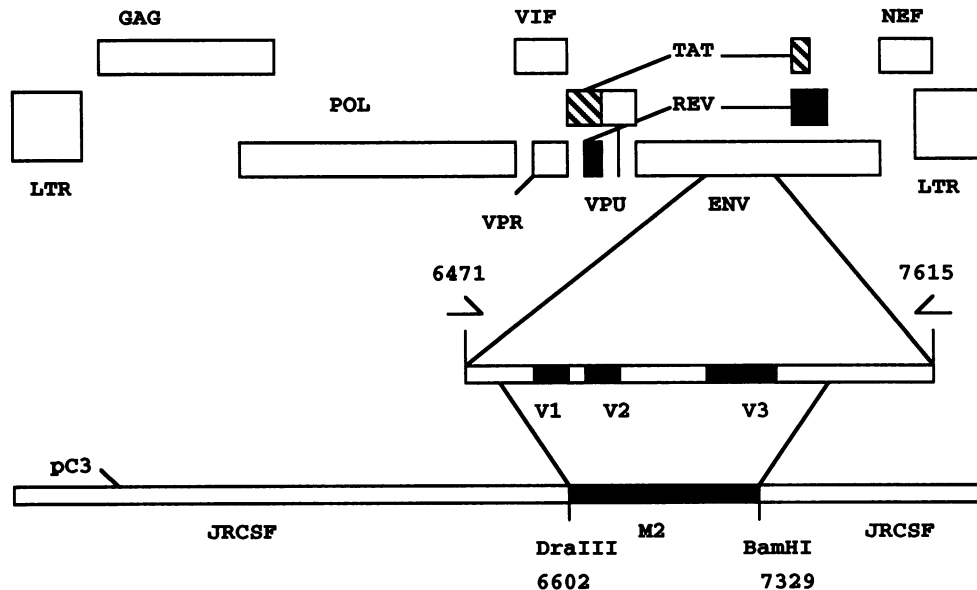 GAG
VIF
NEF
TAT
POL
REV
LTR
VPR
VPU
ENV
LTR
6471
7615
V1
V2
V3
pC3
JRCSF
M2
JRCSF
DraIII
BamHI
6602
7329